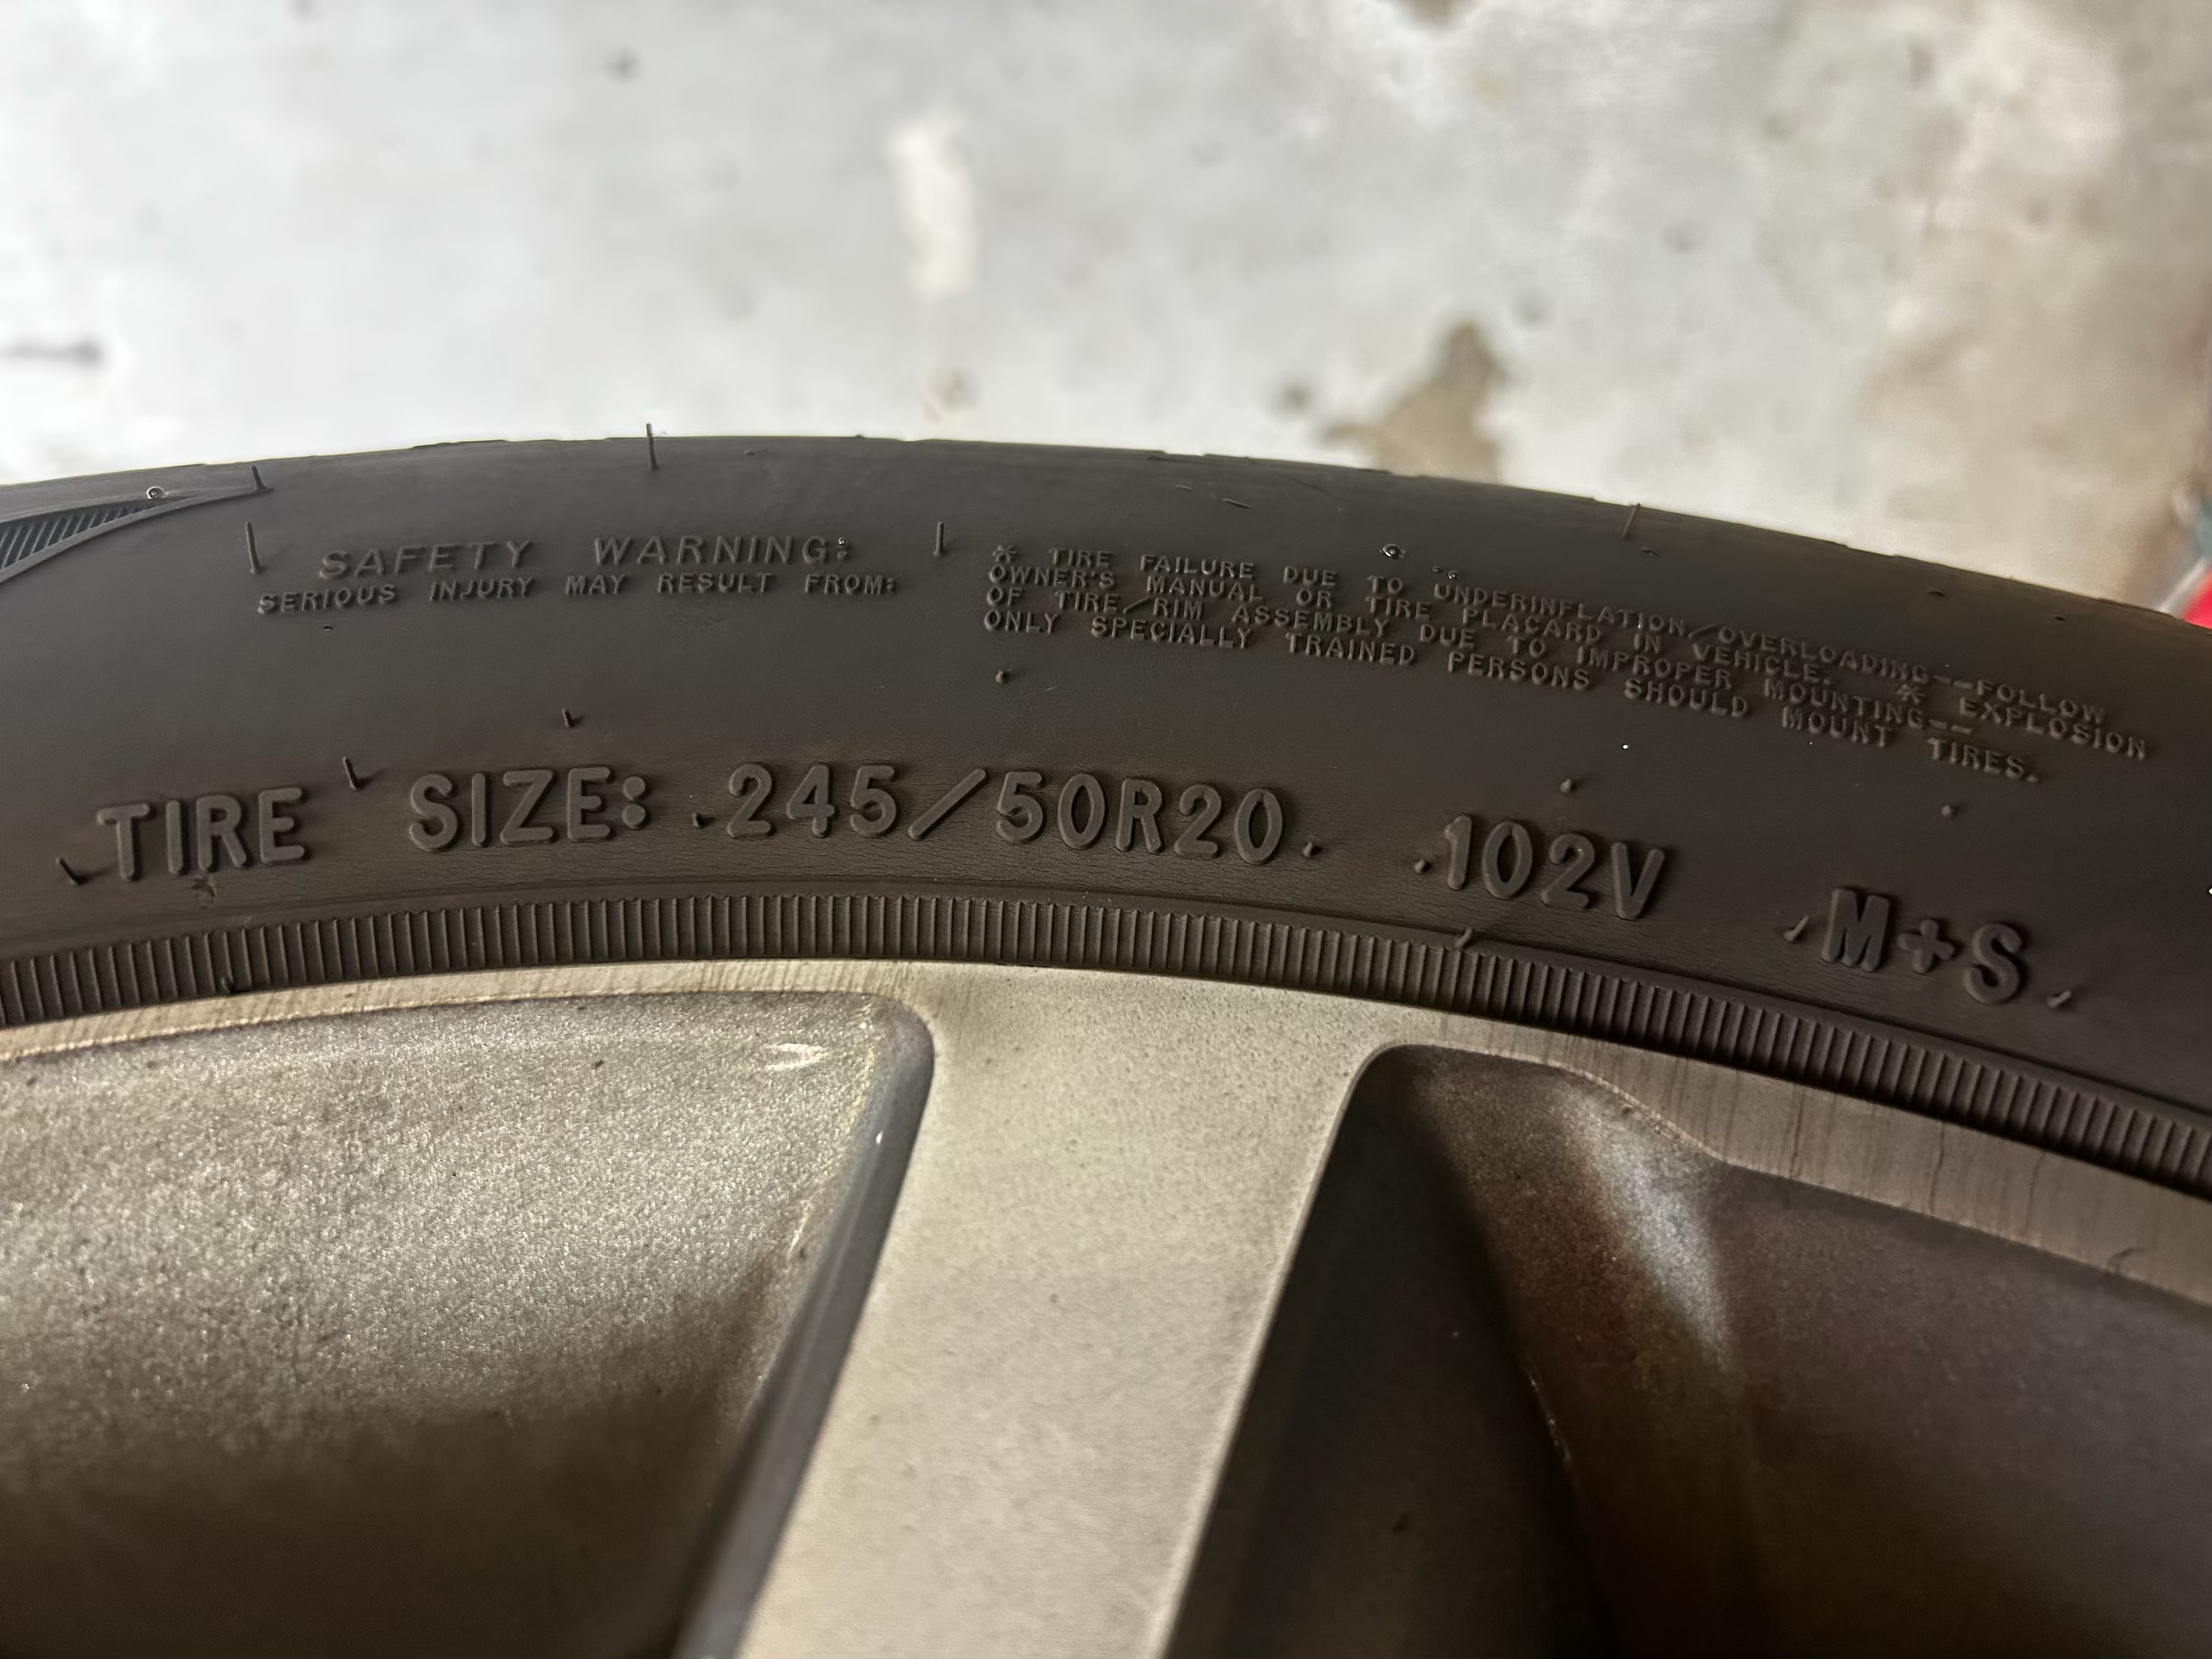 SAFETY WARNING:
SERIOUS INJURY MAY RESULT FROM:
* TIRE FAILURE DUE TO UNDERINFLATION/OVERLOADING--FOLLOW
OWNER'S MANUAL OR TIRE PLACARD IN VEHICLE. * EXPLOSION
OF TIRE/RIM ASSEMBLY DUE TO IMPROPER MOUNTING--
ONLY SPECIALLY TRAINED PERSONS SHOULD MOUNT TIRES.
TIRE SIZE: 245/50R20 102V M+S